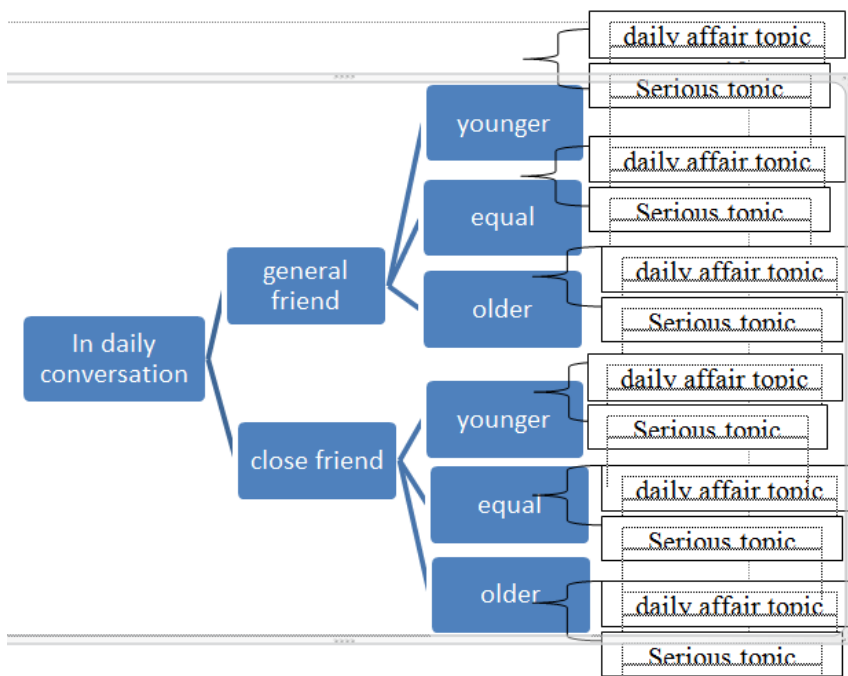 In daily
conversation
general
friend
younger
daily affair topic
Serious topic
equal
daily affair topic
Serious topic
older
daily affair topic
Serious topic
close friend
younger
daily affair topic
Serious topic
equal
daily affair topic
Serious topic
older
daily affair topic
Serious topic